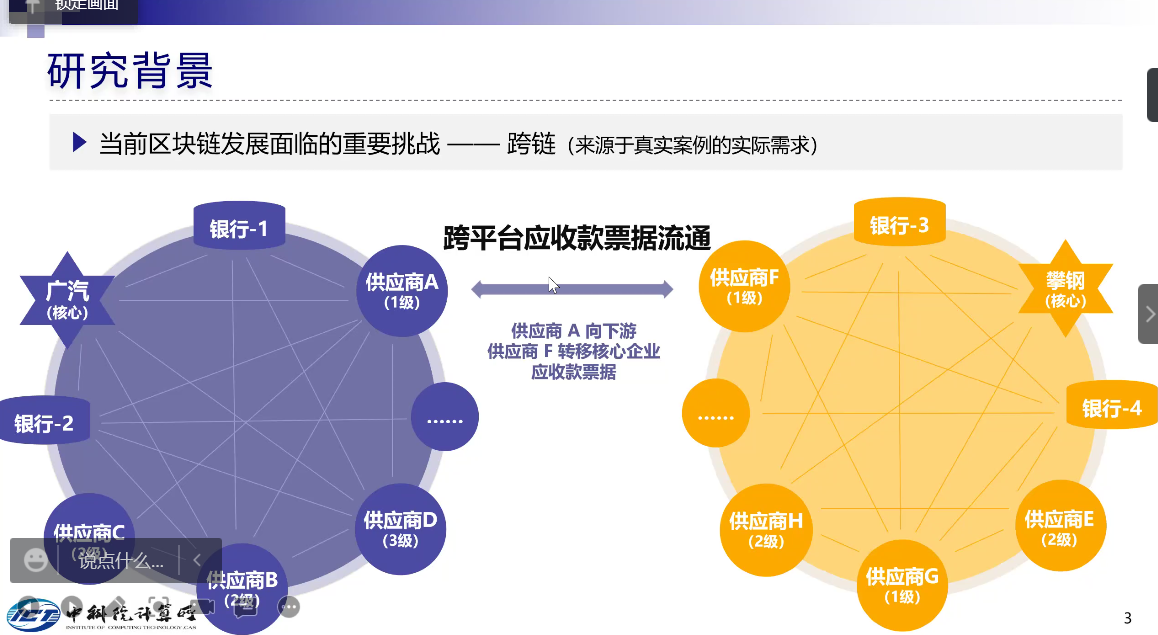 锁定画面
研究背景
当前区块链发展面临的重要挑战 —— 跨链（来源于真实案例的实际需求）
银行-1
银行-3
跨平台应收款票据流通
广汽
(核心)
供应商A
(1级)
供应商F
(1级)
攀钢
(核心)
供应商 A 向下游
供应商 F 转移核心企业
应收款票据
银行-2
……
……
银行-4
供应商C
(2级)
供应商D
(3级)
供应商H
(2级)
供应商E
(2级)
说点什么...
供应商B
(2级)
供应商G
(1级)
ICT
中科院计算所
INSTITUTE OF COMPUTING TECHNOLOGY,CAS
3